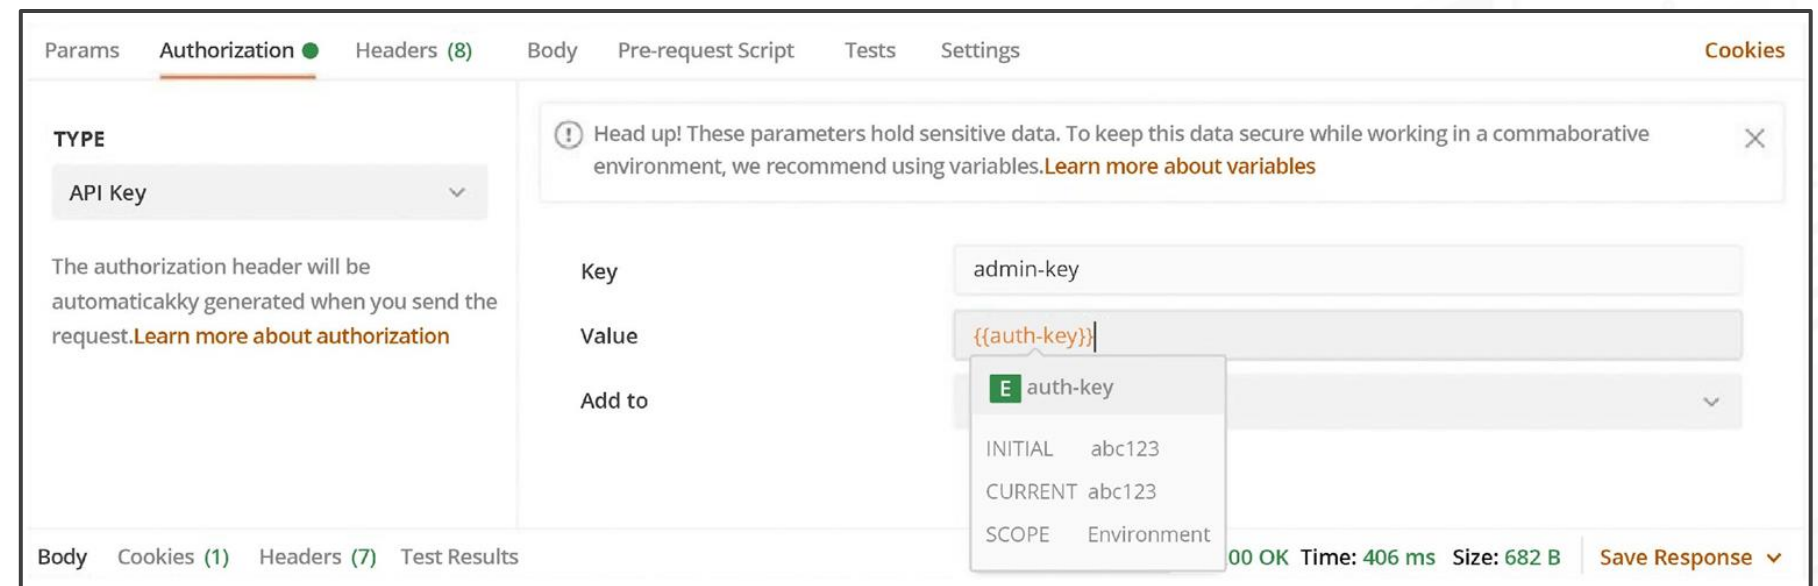 Params Authorization Headers (8) Body Pre-request Script Tests Settings Cookies
TYPE
API Key
The authorization header will be
automaticakky generated when you send the
request.Learn more about authorization
Head up! These parameters hold sensitive data. To keep this data secure while working in a commaborative
environment, we recommend using variables.Learn more about variables
Key admin-key
Value {{auth-key}}
Add to
E auth-key
INITIAL abc123
CURRENT abc123
SCOPE Environment
Body Cookies (1) Headers (7) Test Results 00 OK Time: 406 ms Size: 682 B Save Response